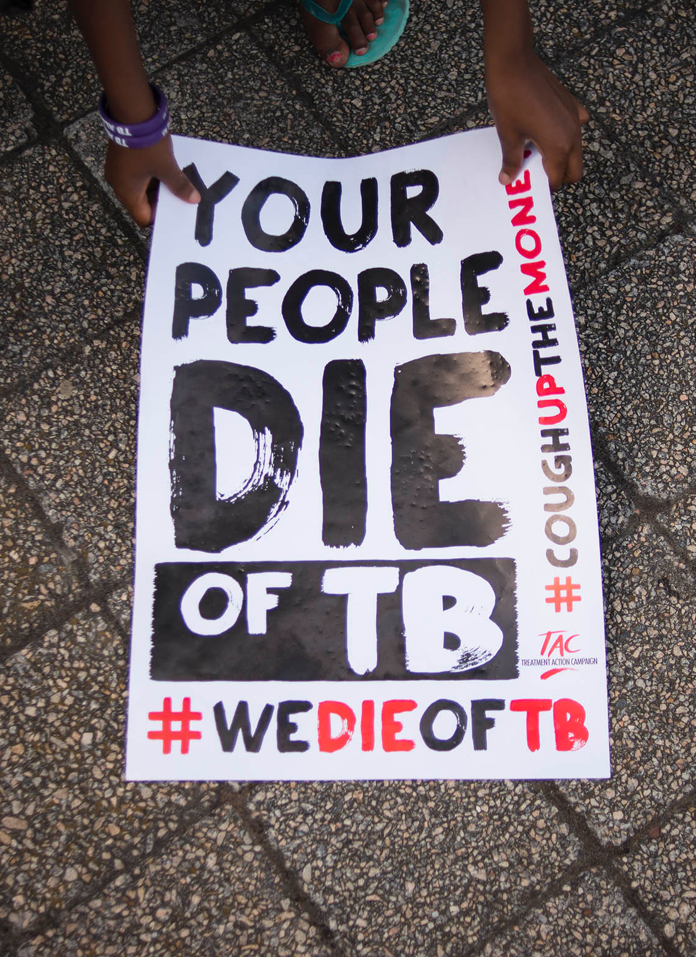 YOUR
PEOPLE
DIE
OF TB
#WEDIEOFTB
#COUGHUPTHEMONE
TAC
TREATMENT ACTION CAMPAIGN